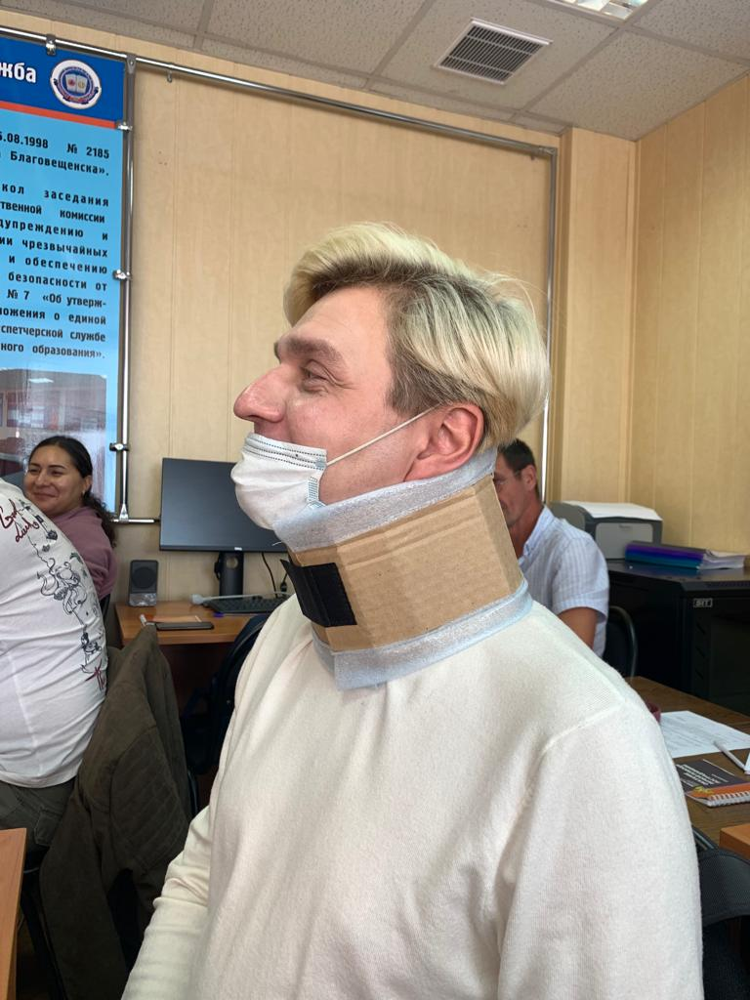 жба
5.08.1998 № 2185
Благовещенска».
кол заседания
твенной комиссии
дупреждению и
ии чрезвычайных
и обеспечению
безопасности от
№ 7 «Об утверж-
ложения о единой
спетчерской службе
ного образования».